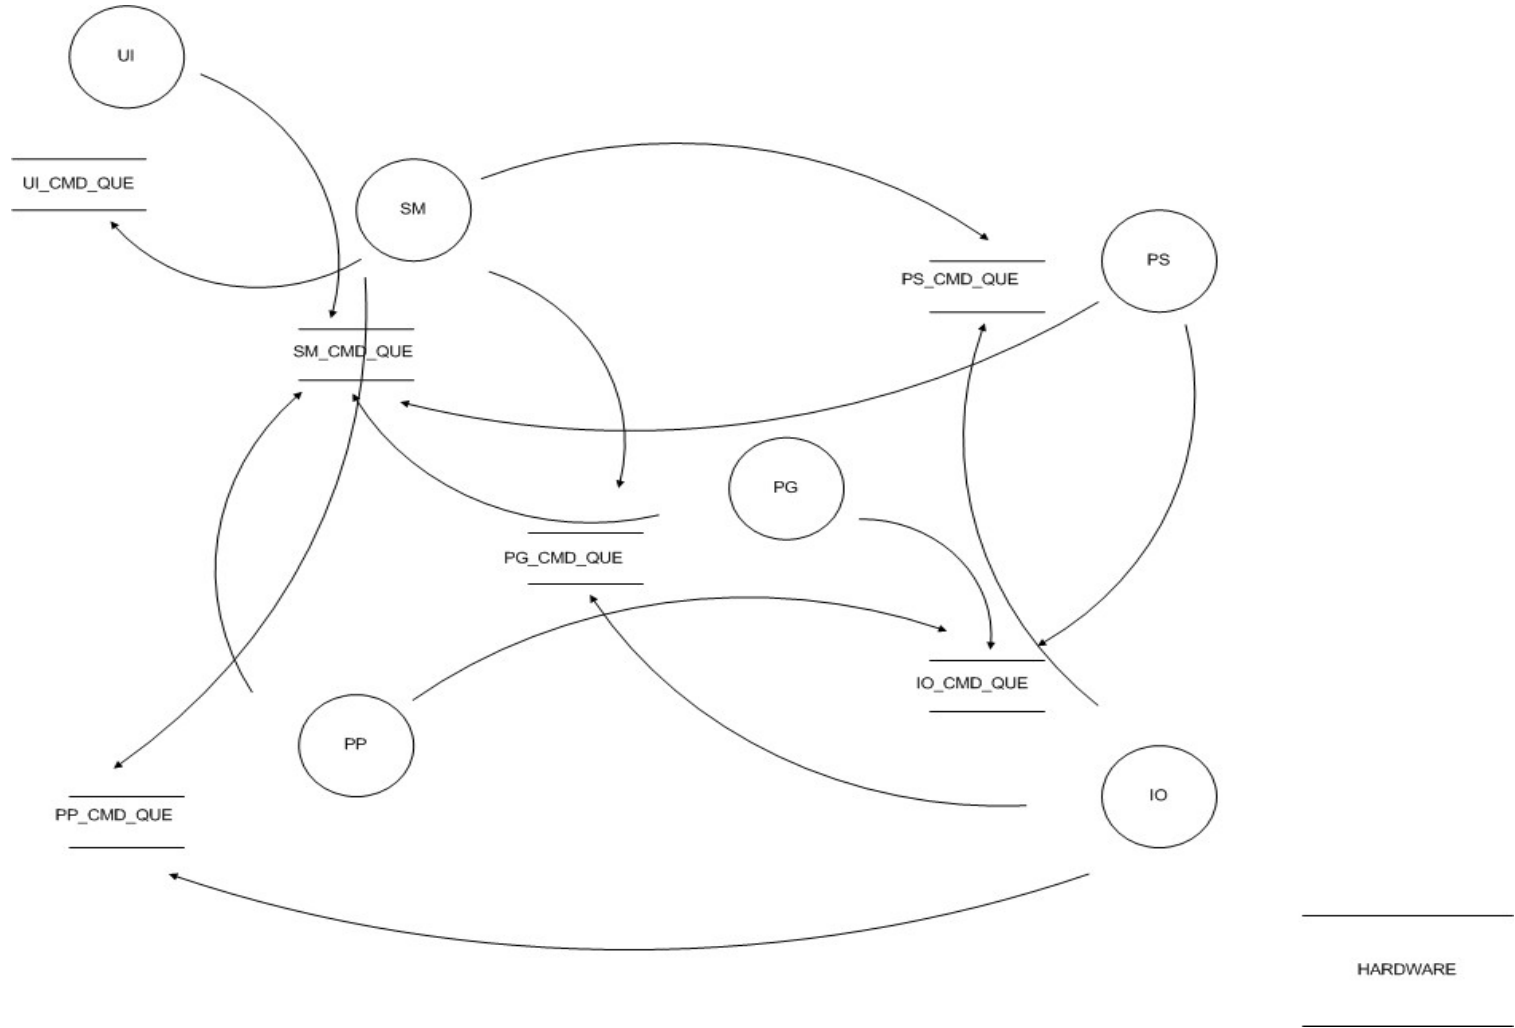 UI
UI_CMD_QUE
SM
PS
PS_CMD_QUE
SM_CMD_QUE
PG
PG_CMD_QUE
IO_CMD_QUE
PP
IO
PP_CMD_QUE
HARDWARE